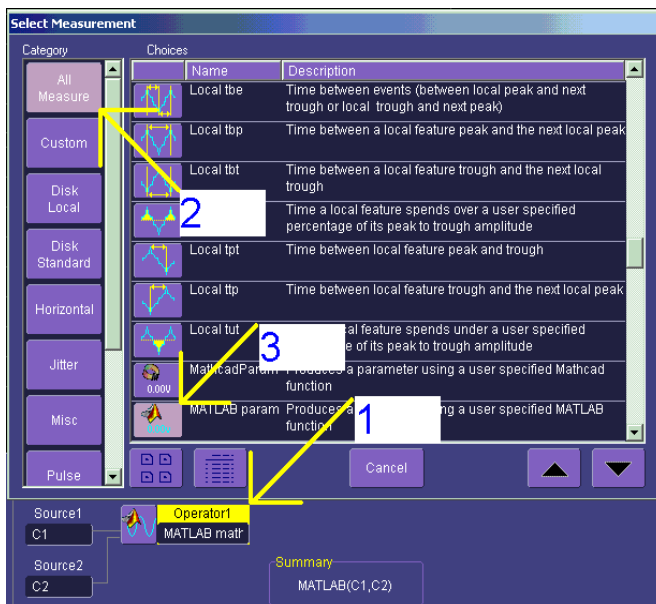 Select Measurement
Category
Choices
All
Measure
Custom
Disk
Local
Disk
Standard
Horizontal
Jitter
Misc
Pulse
Name Description
Local tbe Time between events (between local peak and next
trough or local trough and next peak)
Local tbp Time between a local feature peak and the next local peak
Local tbt Time between a local feature trough and the next local
trough
2
Time a local feature spends over a user specified
percentage of its peak to trough amplitude
Local tpt Time between local feature peak and trough
Local ttp Time between local feature trough and the next local peak
Local tut cal feature spends under a user specified
e of its peak to trough amplitude
3
0.00V
MathcadParam Produces a parameter using a user specified Mathcad
function
MATLAB param Produces a ng a user specified MATLAB
function
1
Cancel
Source1
C1
Operator1
MATLAB math
Source2
C2
Summary
MATLAB(C1,C2)